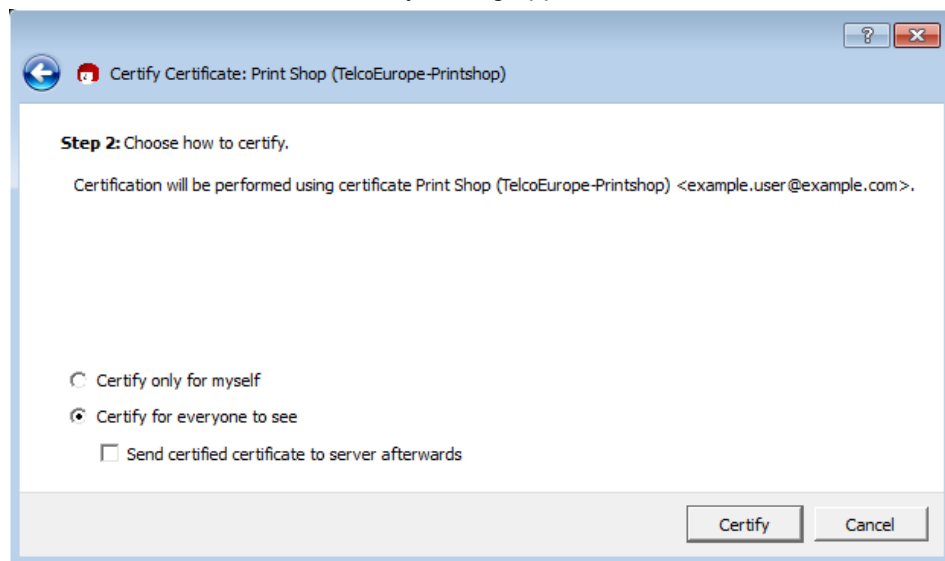 Certify Certificate: Print Shop (TelcoEurope-Printshop)
Step 2: Choose how to certify.
Certification will be performed using certificate Print Shop (TelcoEurope-Printshop) <example.user@example.com>.
Certify only for myself
Certify for everyone to see
Send certified certificate to server afterwards
Certify Cancel